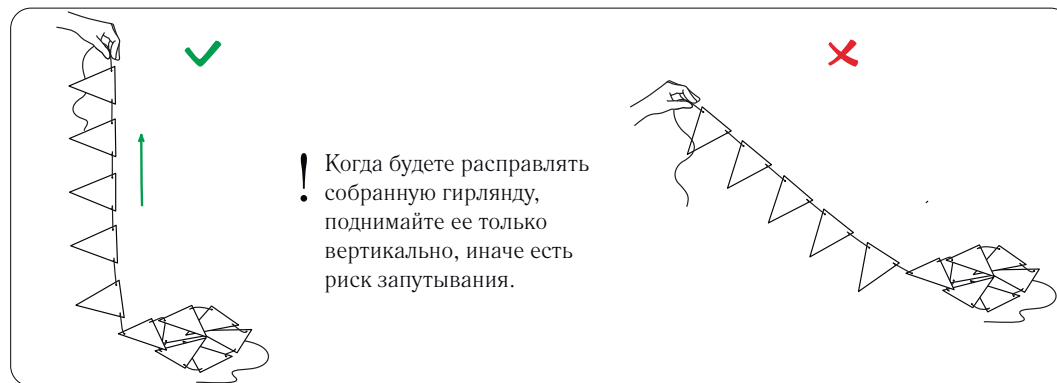 ! Когда будете расправлять
собранную гирлянду,
поднимайте ее только
вертикально, иначе есть
риск запутывания.